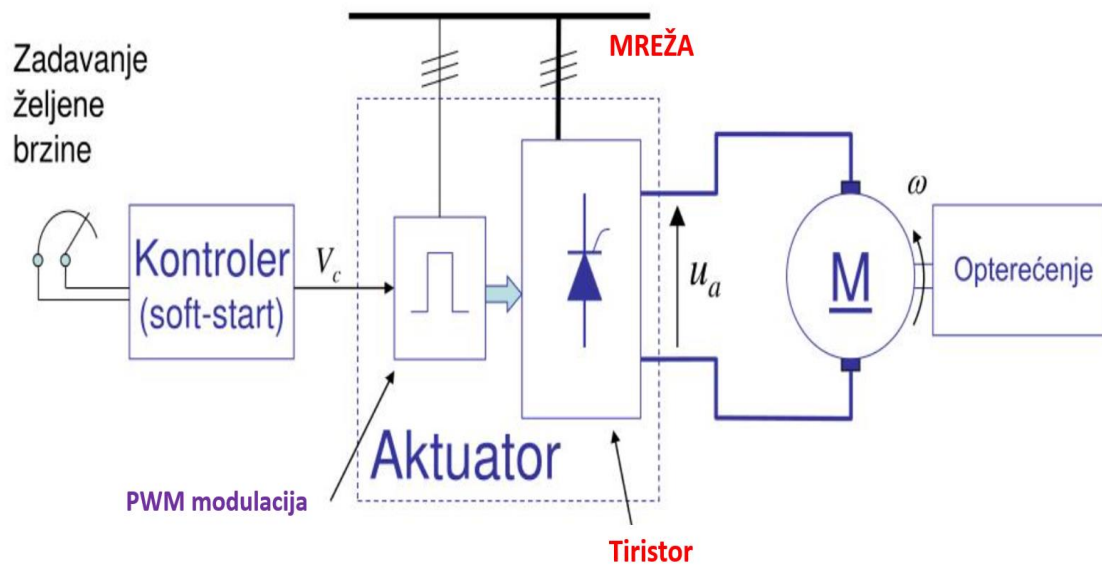 MREŽA
Zadavanje
željene
brzine
Kontroler
(soft-start)
V_c
u_a
M
ω
Opterećenje
Aktuator
PWM modulacija
Tiristor